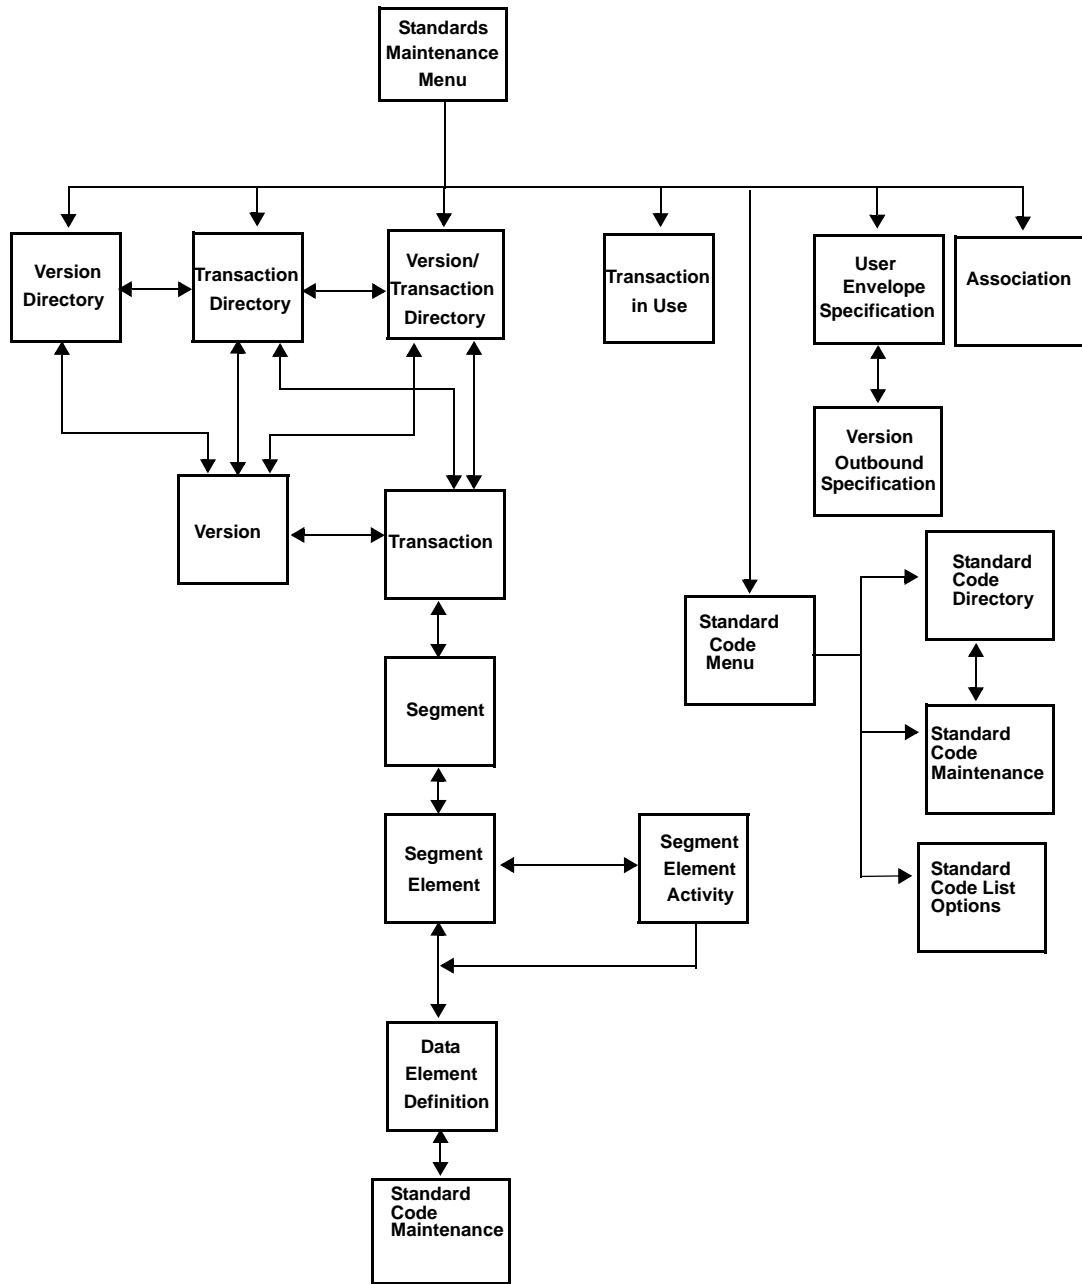 Standards
Maintenance
Menu
Version
Directory
Transaction
Directory
Version/
Transaction
Directory
Transaction
in Use
User
Envelope
Specification
Association
Version
Outbound
Specification
Version
Transaction
Standard
Code
Menu
Standard
Code
Directory
Segment
Standard
Code
Maintenance
Segment
Element
Segment
Element
Activity
Standard
Code List
Options
Data
Element
Definition
Standard
Code
Maintenance